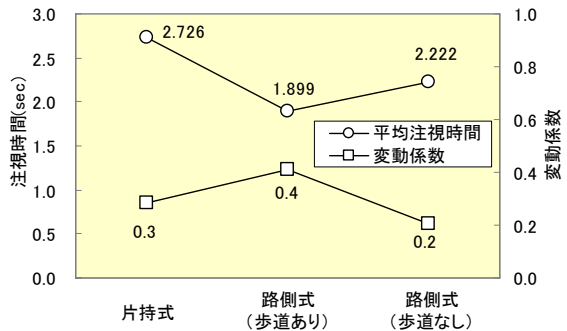 3.0
2.5
2.0
1.5
1.0
0.5
0.0
注視時間(sec)
1.0
0.8
0.6
0.4
0.2
0.0
変動係数
2.726
1.899
2.222
平均注視時間
変動係数
0.3
0.4
0.2
片持式
路側式
（歩道あり）
路側式
（歩道なし）